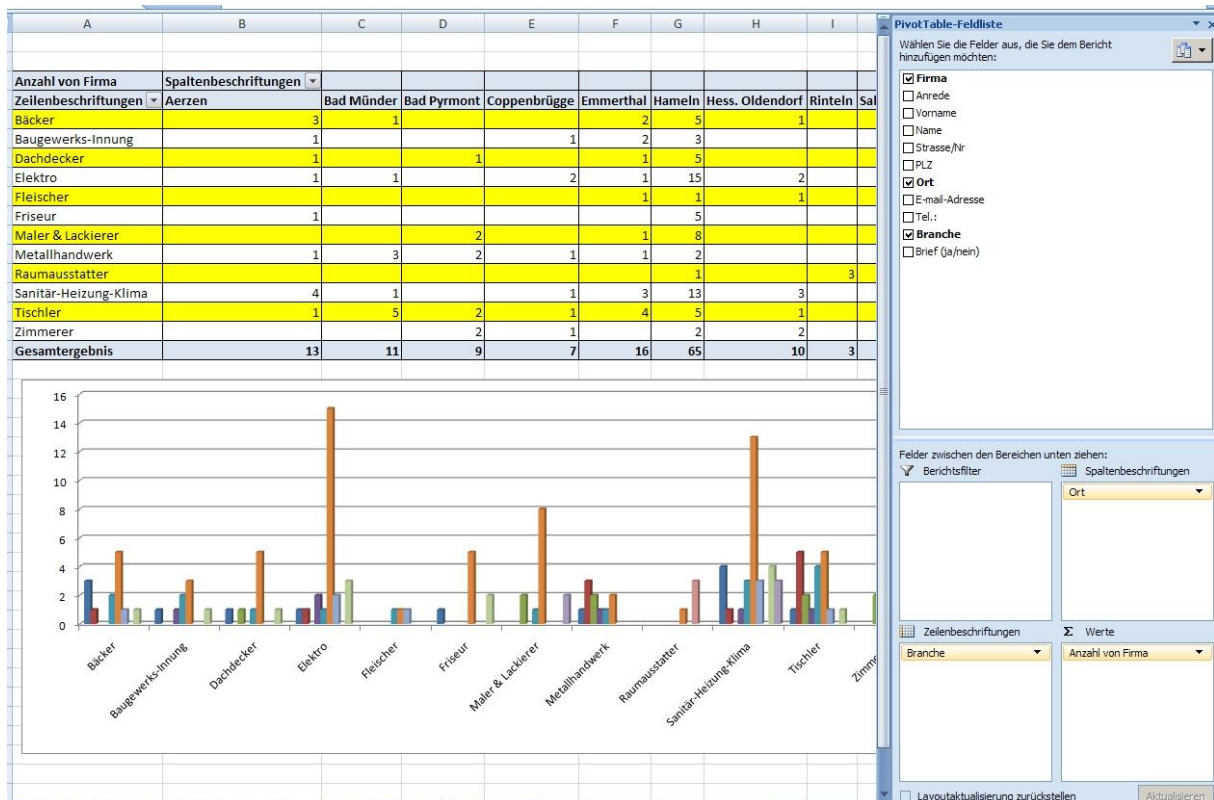 A B C D E F G H I
Anzahl von Firma Spaltenbeschriftungen
Zeilenbeschriftungen Aerzen Bad Münder Bad Pyrmont Coppenbrügge Emmerthal Hameln Hess. Oldendorf Rinteln Sal
Bäcker 3 1 2 5 1
Baugewerks-Innung 1 1 2 3
Dachdecker 1 1 1 5
Elektro 1 1 2 1 15 2
Fleischer 1 1 1
Friseur 1 5
Maler & Lackierer 2 1 8
Metallhandwerk 1 3 2 1 1 2
Raumausstatter 1 3
Sanitär-Heizung-Klima 4 1 1 3 13 3
Tischler 1 5 2 1 4 5 1
Zimmerer 2 1 2 2
Gesamtergebnis 13 11 9 7 16 65 10 3
16
14
12
10
8
6
4
2
0
Bäcker
Baugewerks-Innung
Dachdecker
Elektro
Fleischer
Friseur
Maler & Lackierer
Metallhandwerk
Raumausstatter
Sanitär-Heizung-Klima
Tischler
Zimme
PivotTable-Feldliste
Wählen Sie die Felder aus, die Sie dem Bericht
hinzufügen möchten:
Firma
Anrede
Vorname
Name
Strasse/Nr
PLZ
Ort
E-mail-Adresse
Tel.:
Branche
Brief (ja/nein)
Felder zwischen den Bereichen unten ziehen:
Berichtsfilter Spaltenbeschriftungen
Ort
Zeilenbeschriftungen Σ Werte
Branche Anzahl von Firma
Layoutaktualisierung zurückstellen Aktualisieren